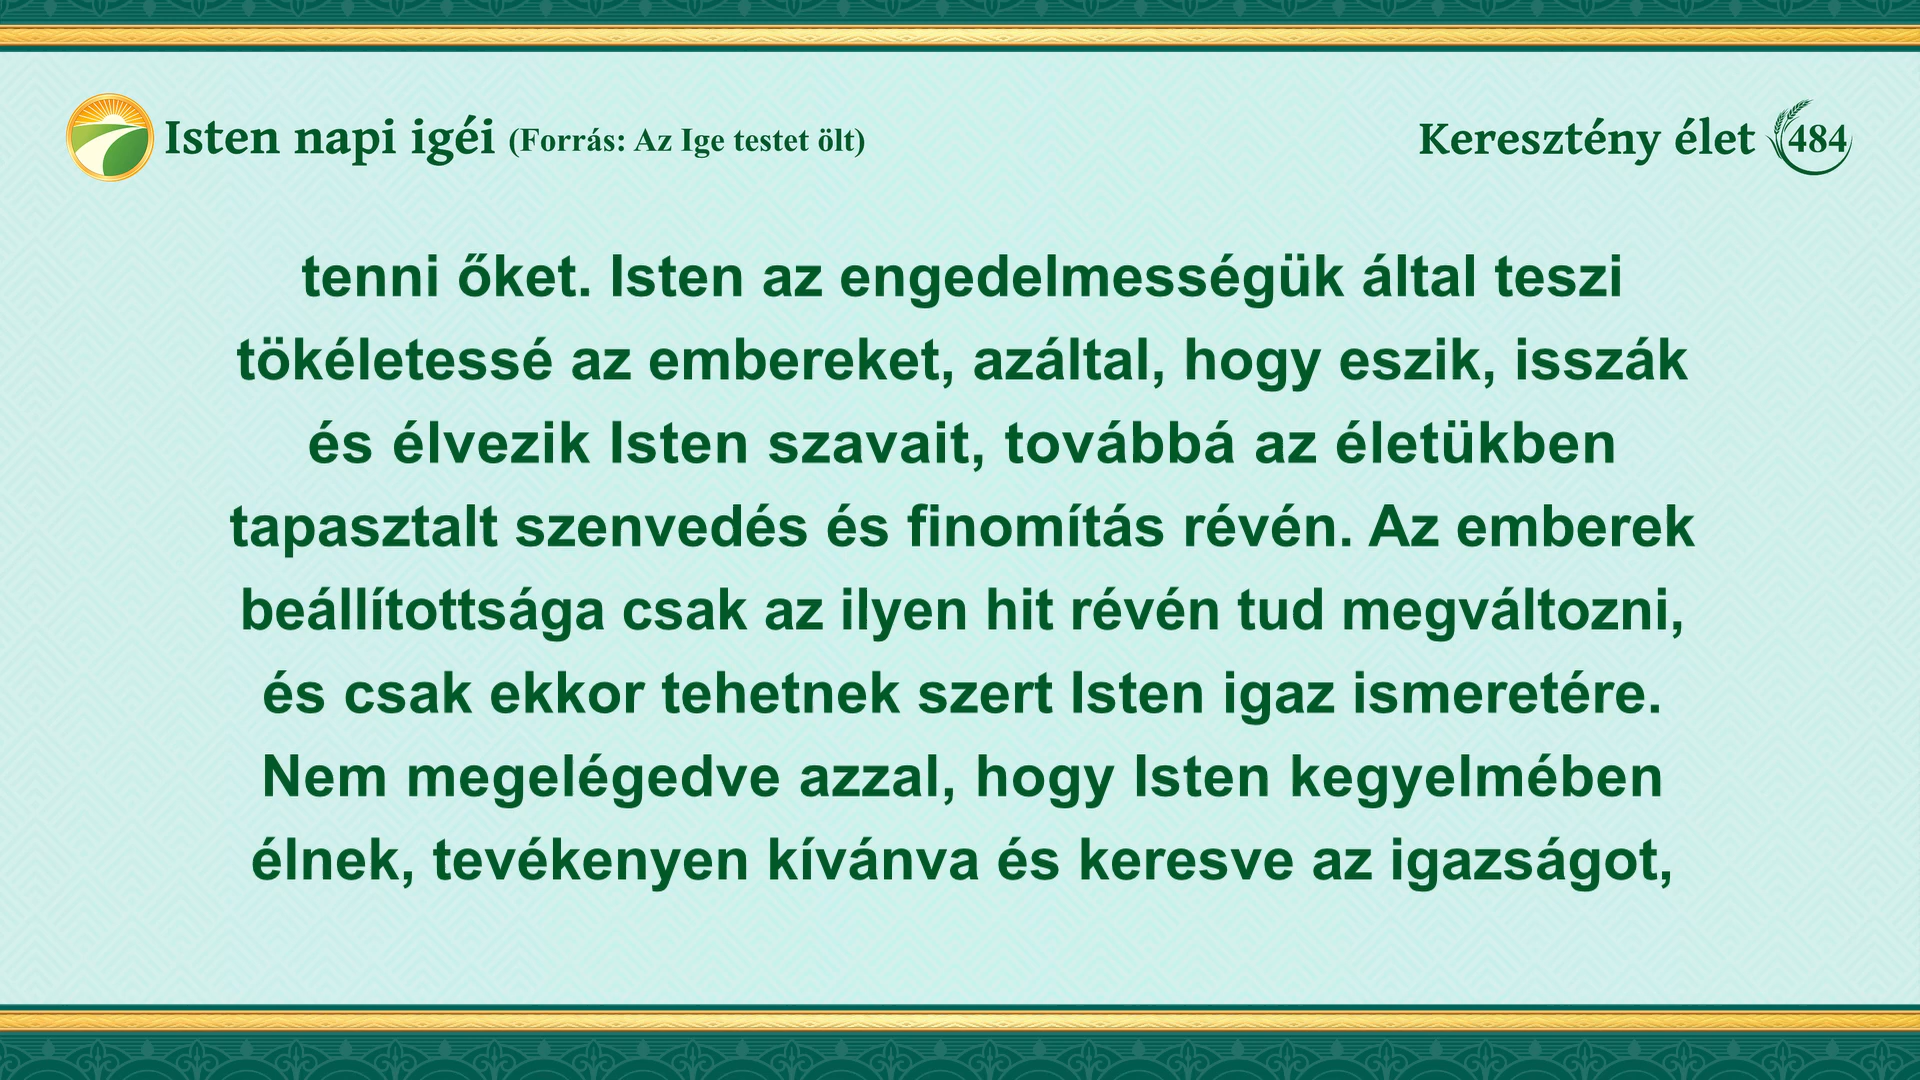 Isten napi igéi (Forrás: Az Ige testet ölt)
Keresztény élet 484
tenni őket. Isten az engedelmességük által teszi
tökéletessé az embereket, azáltal, hogy eszik, isszák
és élvezik Isten szavait, továbbá az életükben
tapasztalt szenvedés és finomítás révén. Az emberek
beállítottsága csak az ilyen hit révén tud megváltozni,
és csak ekkor tehetnek szert Isten igaz ismeretére.
Nem megelégedve azzal, hogy Isten kegyelmében
élnek, tevékenyen kívánva és keresve az igazságot,